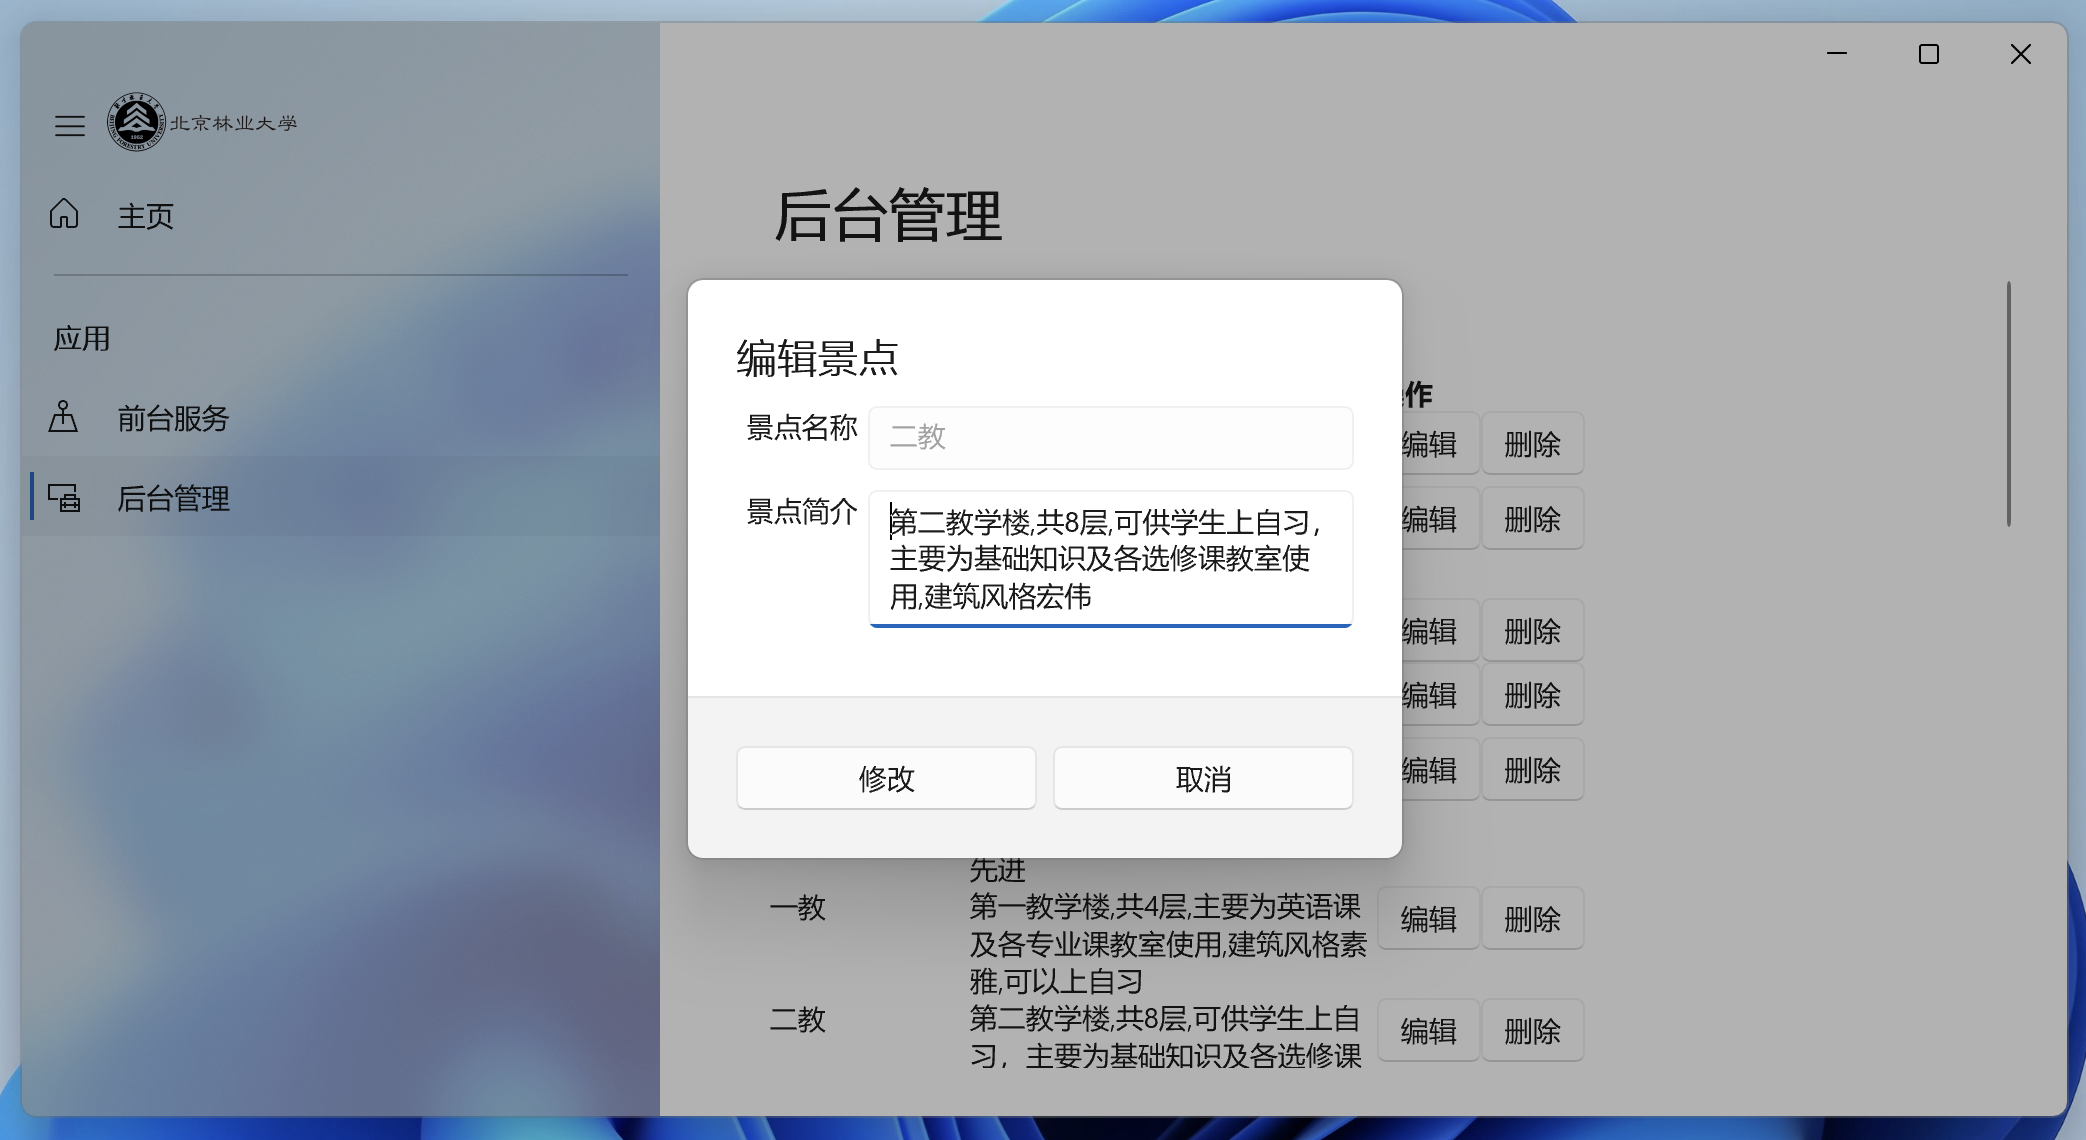 北京林业大学
主页
应用
前台服务
后台管理
后台管理
编辑景点
景点名称 二教
景点简介 第二教学楼,共8层,可供学生上自习，
主要为基础知识及各选修课教室使
用,建筑风格宏伟
修改 取消
作
编辑 删除
编辑 删除
编辑 删除
编辑 删除
编辑 删除
先进
一教 第一教学楼,共4层,主要为英语课 编辑 删除
及各专业课教室使用,建筑风格素
雅,可以上自习
二教 第二教学楼,共8层,可供学生上自 编辑 删除
习，主要为基础知识及各选修课